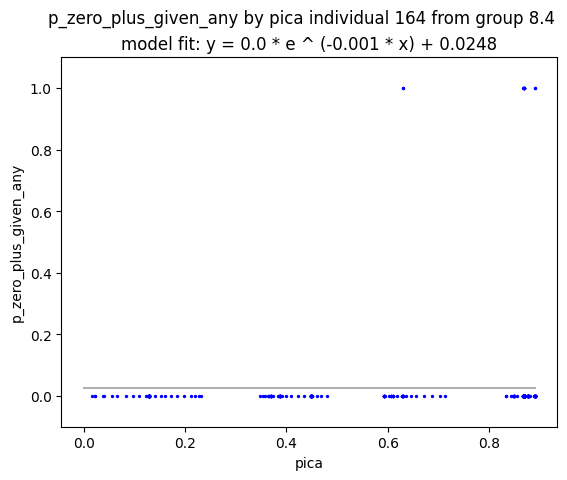 p_zero_plus_given_any by pica individual 164 from group 8.4
model fit: y = 0.0 * e ^ (-0.001 * x) + 0.0248
1.0
0.8
0.6
0.4
0.2
0.0
p_zero_plus_given_any
0.0 0.2 0.4 0.6 0.8
pica